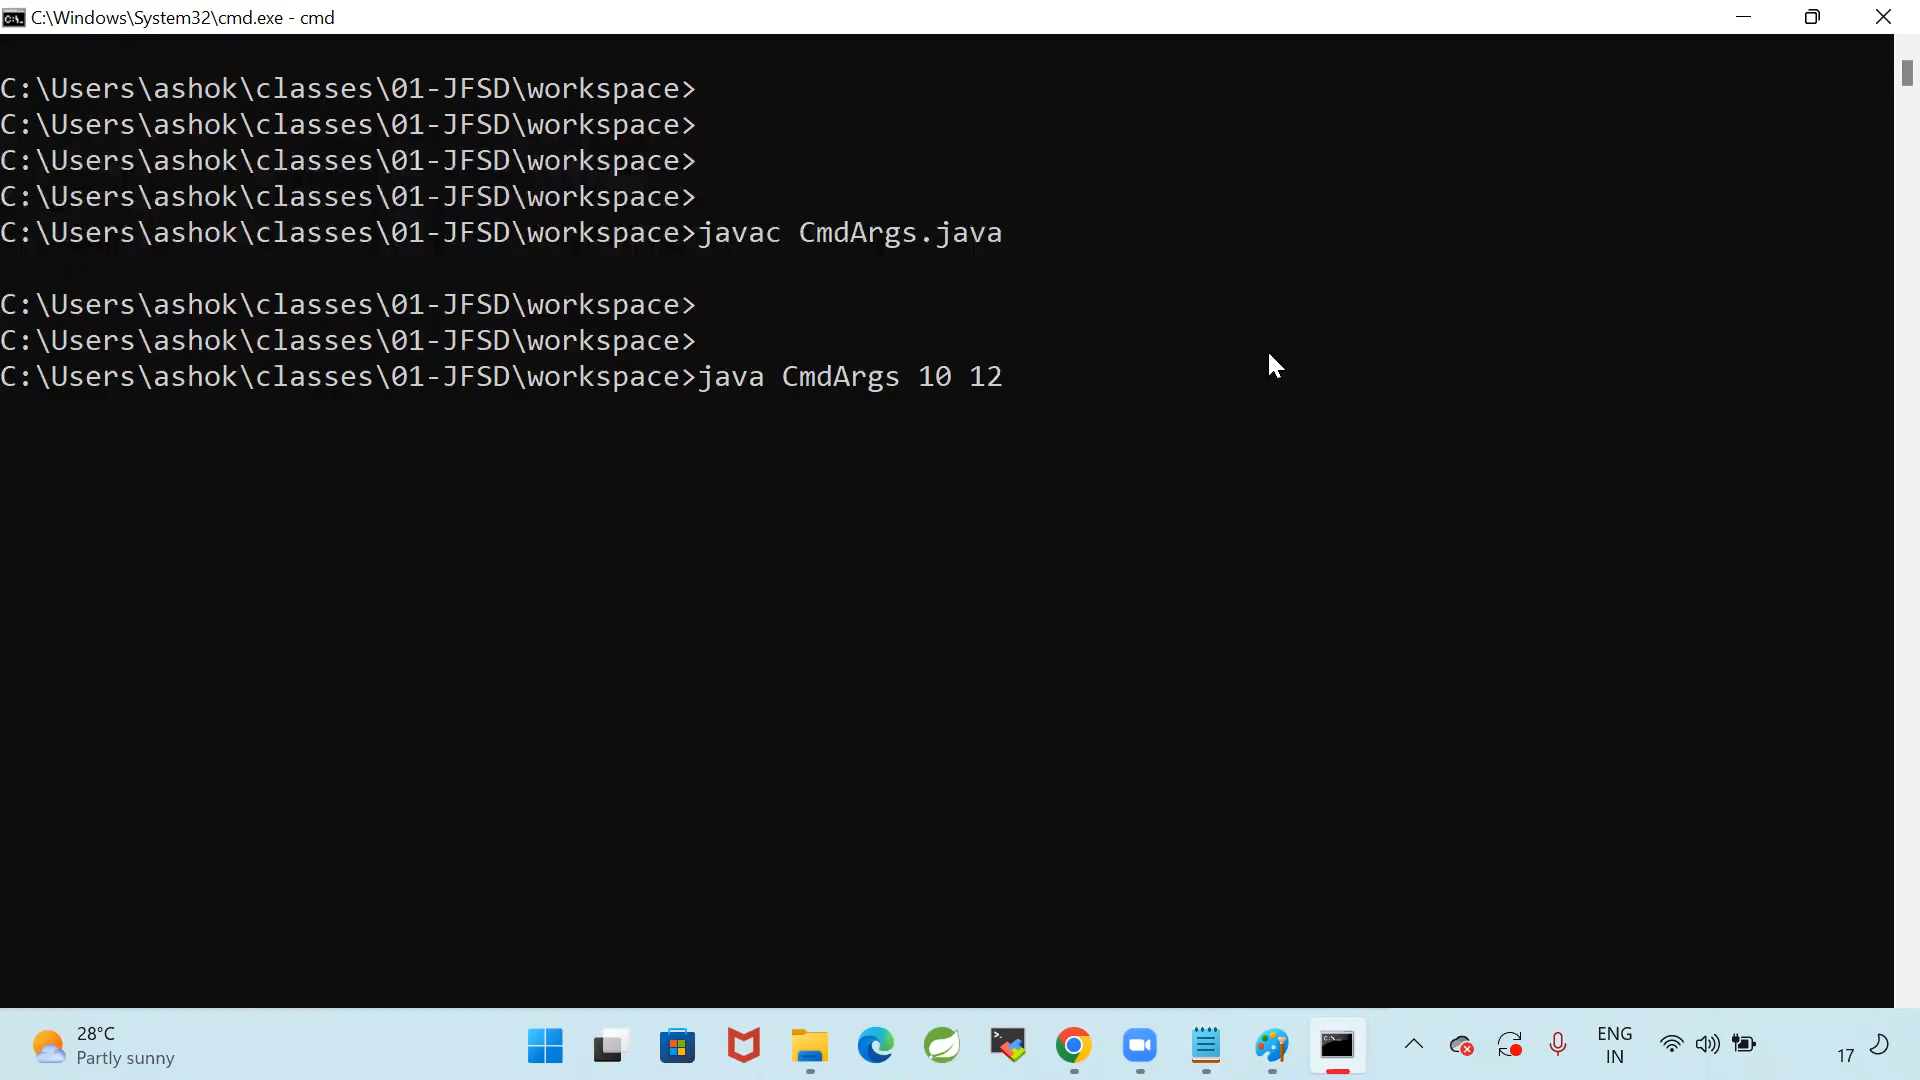 C:\Windows\System32\cmd.exe - cmd
C:\Users\ashok\classes\01-JFSD\workspace>
C:\Users\ashok\classes\01-JFSD\workspace>
C:\Users\ashok\classes\01-JFSD\workspace>
C:\Users\ashok\classes\01-JFSD\workspace>
C:\Users\ashok\classes\01-JFSD\workspace>javac CmdArgs.java
C:\Users\ashok\classes\01-JFSD\workspace>
C:\Users\ashok\classes\01-JFSD\workspace>
C:\Users\ashok\classes\01-JFSD\workspace>java CmdArgs 10 12
28°C
Partly sunny
ENG
IN
17